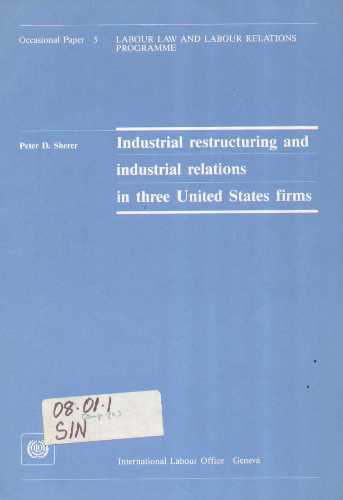 Occasional Paper 5 LABOUR LAW AND LABOUR RELATIONS
PROGRAMME
Peter D. Sherer
Industrial restructuring and
industrial relations
in three United States firms
08.01.1
SIN
International Labour Office Geneva